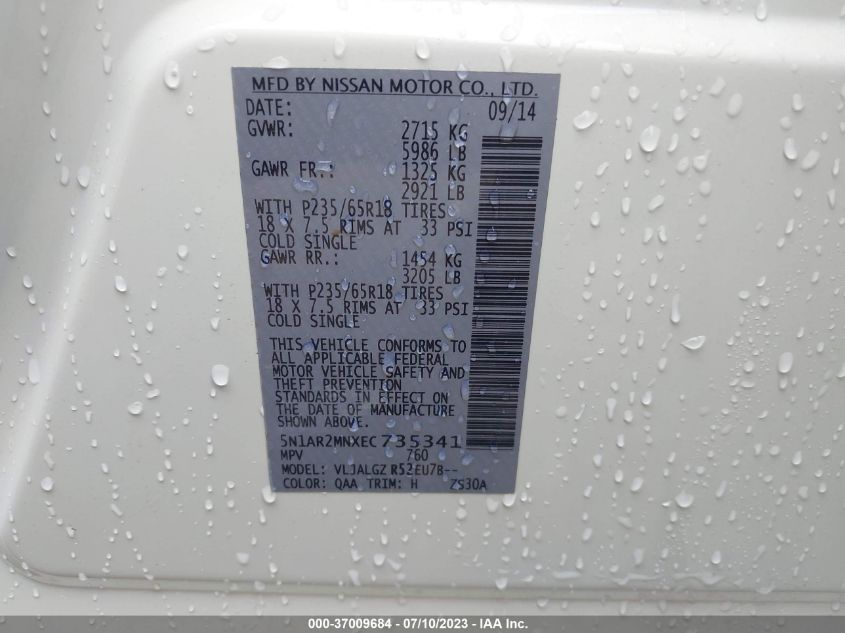 MFD BY NISSAN MOTOR CO., LTD.
DATE: 09/14
GVWR: 2715 KG
5986 LB
GAWR FR.: 1325 KG
2921 LB
WITH P235/65R18 TIRES
18 X 7.5 RIMS AT 33 PSI
COLD SINGLE
GAWR RR.: 1454 KG
3205 LB
WITH P235/65R18 TIRES
18 X 7.5 RIMS AT 33 PSI
COLD SINGLE
THIS VEHICLE CONFORMS TO
ALL APPLICABLE FEDERAL
MOTOR VEHICLE SAFETY AND
THEFT PREVENTION
STANDARDS IN EFFECT ON
THE DATE OF MANUFACTURE
SHOWN ABOVE.
5N1AR2MNXEC735341
MPV 760
MODEL: VLJALGZ R52EU7B--
COLOR: QAA TRIM: H ZS30A
000-37009684 - 07/10/2023 - IAA Inc.